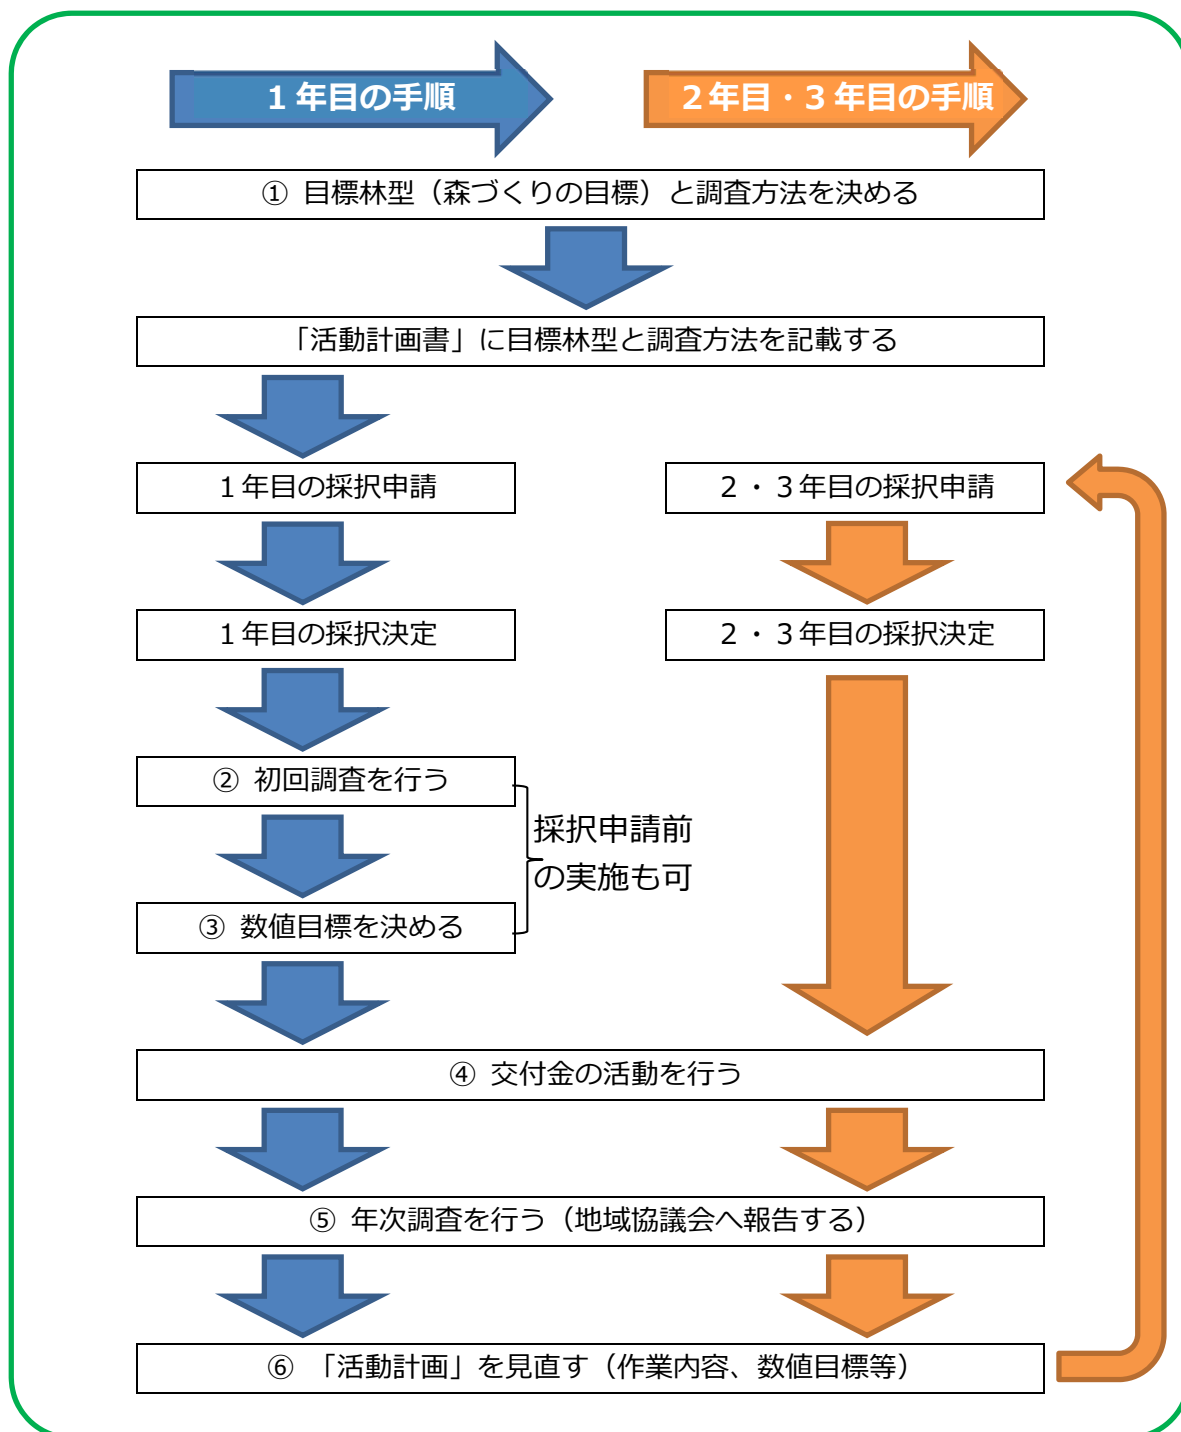 １年目の手順
２年目・３年目の手順
① 目標林型（森づくりの目標）と調査方法を決める
「活動計画書」に目標林型と調査方法を記載する
１年目の採択申請
２・３年目の採択申請
１年目の採択決定
２・３年目の採択決定
② 初回調査を行う
採択申請前
の実施も可
③ 数値目標を決める
④ 交付金の活動を行う
⑤ 年次調査を行う（地域協議会へ報告する）
⑥ 「活動計画」を見直す（作業内容、数値目標等）